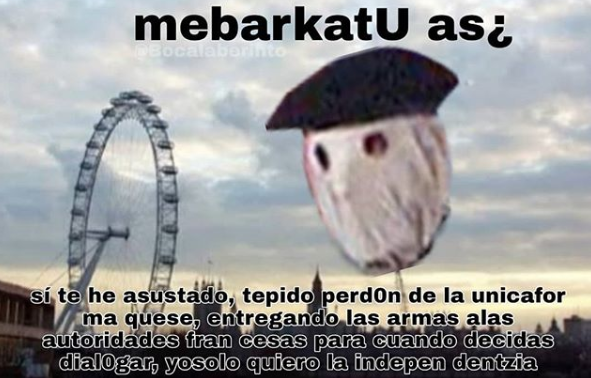 mebarkatU as¿
@Bocalaberinto
sí te he asustado, tepido perd0n de la unicafor
ma quese, entregando las armas alas
autoridades fran cesas para cuando decidas
dial0gar, yosolo quiero la indepen dentzia